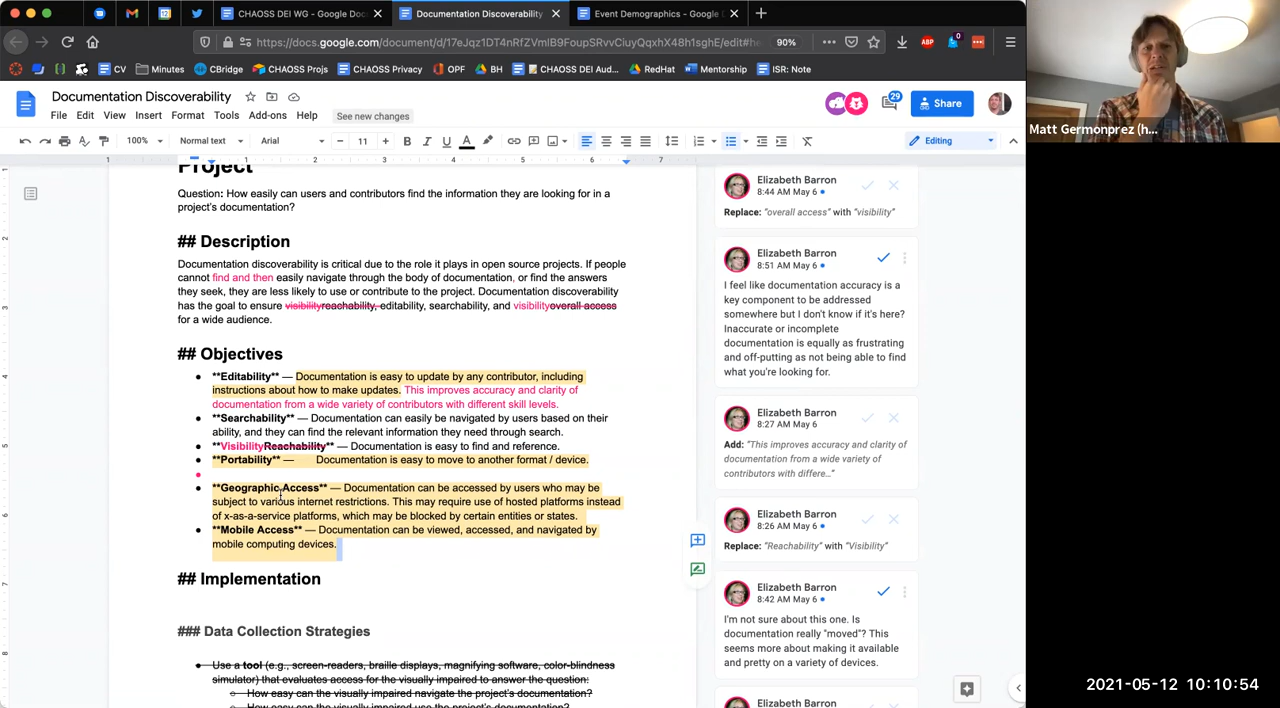 CHAOSS DEI WG - Google Doc
Documentation Discoverability
Event Demographics - Google D
https://docs.google.com/document/d/17eJqz1DT4nRfZVmIB9FoupSRvvCiuyQqxhX48h1sghE/edit#he
90%
ABP
0
CV
Minutes
CBridge
CHAOSS Projs
CHAOSS Privacy
OPF
BH
CHAOSS DEI Aud...
RedHat
Mentorship
ISR: Note
Documentation Discoverability
File Edit View Insert Format Tools Add-ons Help See new changes
29
Share
100%
Normal text
Arial
11
Editing
Project
Question: How easily can users and contributors find the information they are looking for in a
project's documentation?
## Description
Documentation discoverability is critical due to the role it plays in open source projects. If people
cannot find and then easily navigate through the body of documentation, or find the answers
they seek, they are less likely to use or contribute to the project. Documentation discoverability
has the goal to ensure visibilityreachability, editability, searchability, and visibilityoverall access
for a wide audience.
## Objectives
● **Editability** — Documentation is easy to update by any contributor, including
instructions about how to make updates. This improves accuracy and clarity of
documentation from a wide variety of contributors with different skill levels.
● **Searchability** — Documentation can easily be navigated by users based on their
ability, and they can find the relevant information they need through search.
● **VisibilityReachability** — Documentation is easy to find and reference.
● **Portability** — Documentation is easy to move to another format / device.
●
● **Geographic Access** — Documentation can be accessed by users who may be
subject to various internet restrictions. This may require use of hosted platforms instead
of x-as-a-service platforms, which may be blocked by certain entities or states.
● **Mobile Access** — Documentation can be viewed, accessed, and navigated by
mobile computing devices.
## Implementation
### Data Collection Strategies
● Use a tool (e.g., screen-readers, braille displays, magnifying software, color-blindness
simulator) that evaluates access for the visually impaired to answer the question:
○ How easy can the visually impaired navigate the project's documentation?
○ How easy can the visually impaired use the project's documentation?
Elizabeth Barron
8:44 AM May 6
Replace: "overall access" with "visibility"
Elizabeth Barron
8:51 AM May 6
I feel like documentation accuracy is a
key component to be addressed
somewhere but I don't know if it's here?
Inaccurate or incomplete
documentation is equally as frustrating
and off-putting as not being able to find
what you're looking for.
Elizabeth Barron
8:27 AM May 6
Add: "This improves accuracy and clarity of
documentation from a wide variety of
contributors with differe..."
Elizabeth Barron
8:26 AM May 6
Replace: "Reachability" with "Visibility"
Elizabeth Barron
8:42 AM May 6
I'm not sure about this one. Is
documentation really "moved"? This
seems more about making it available
and pretty on a variety of devices.
Elizabeth Barron
Matt Germonprez (h...
2021-05-12 10:10:54